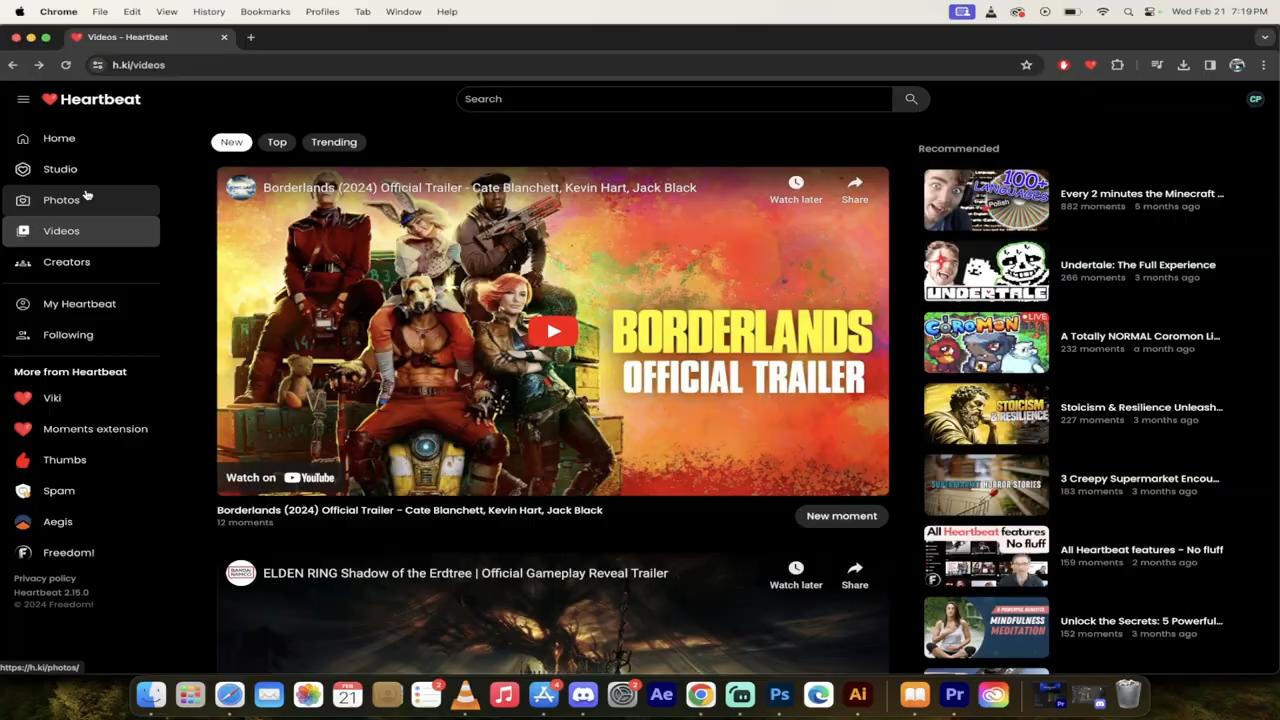 Chrome File Edit View History Bookmarks Profiles Tab Window Help Wed Feb 21 7:19 PM
Videos - Heartbeat
h.ki/videos
Heartbeat
Search
CP
Home
Studio
Photos
Videos
Creators
My Heartbeat
Following
More from Heartbeat
Viki
Moments extension
Thumbs
Spam
Aegis
Freedom!
Privacy policy
Heartbeat 2.15.0
© 2024 Freedom!
https://h.ki/photos/
New Top Trending
Borderlands (2024) Official Trailer - Cate Blanchett, Kevin Hart, Jack Black
Watch later Share
BORDERLANDS
OFFICIAL TRAILER
Watch on YouTube
Borderlands (2024) Official Trailer - Cate Blanchett, Kevin Hart, Jack Black
12 moments
New moment
ELDEN RING Shadow of the Erdtree | Official Gameplay Reveal Trailer
Watch later Share
Recommended
100+
LANGUAGES
Polish
Every 2 minutes the Minecraft ...
882 moments 5 months ago
UNDERTALE
Undertale: The Full Experience
266 moments 3 months ago
COROMON
LIVE
A Totally NORMAL Coromon Li...
232 moments a month ago
STOICISM
& RESILIENCE
Stoicism & Resilience Unleash...
227 moments 3 months ago
SUPERMARKET HORROR STORIES
3 Creepy Supermarket Encou...
183 moments 3 months ago
All Heartbeat features
No fluff
All Heartbeat features - No fluff
159 moments 2 months ago
MINDFULNESS
MEDITATION
Unlock the Secrets: 5 Powerful...
152 moments 3 months ago
FEB
21
2
4
2
Ae
Ps
Ai
Pr